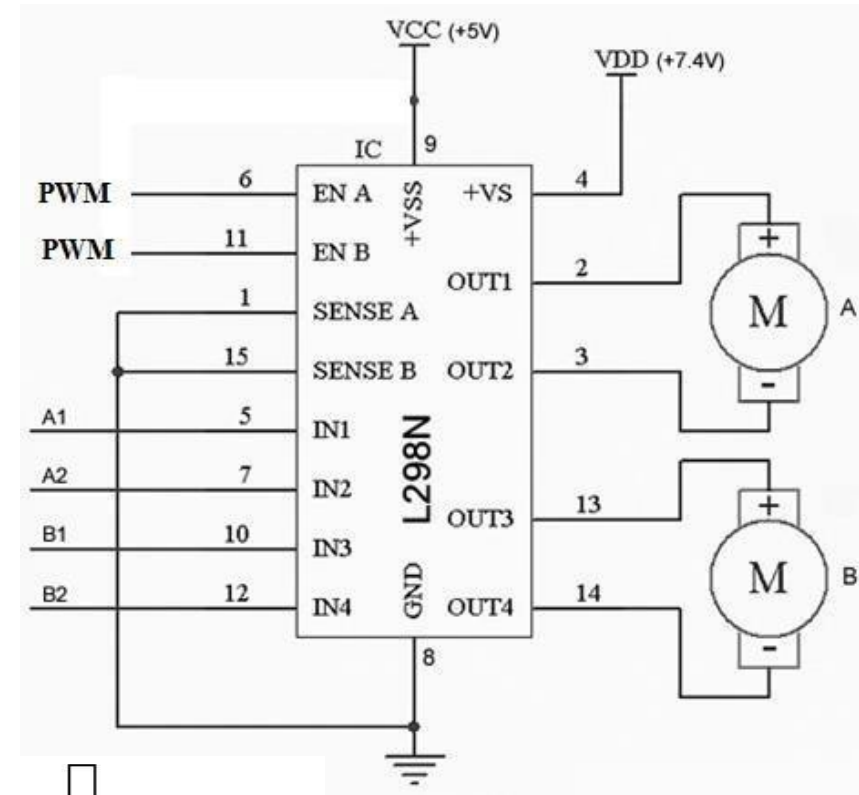 VCC (+5V)
VDD (+7.4V)
IC 9
PWM 6 EN A +VSS +VS 4
PWM 11 EN B
OUT1 2
1 SENSE A
15 SENSE B OUT2 3
A1 5 IN1
A2 7 IN2
B1 10 IN3
B2 12 IN4
L298N
OUT3 13
GND OUT4 14
8
+
M A
-
+
M B
-